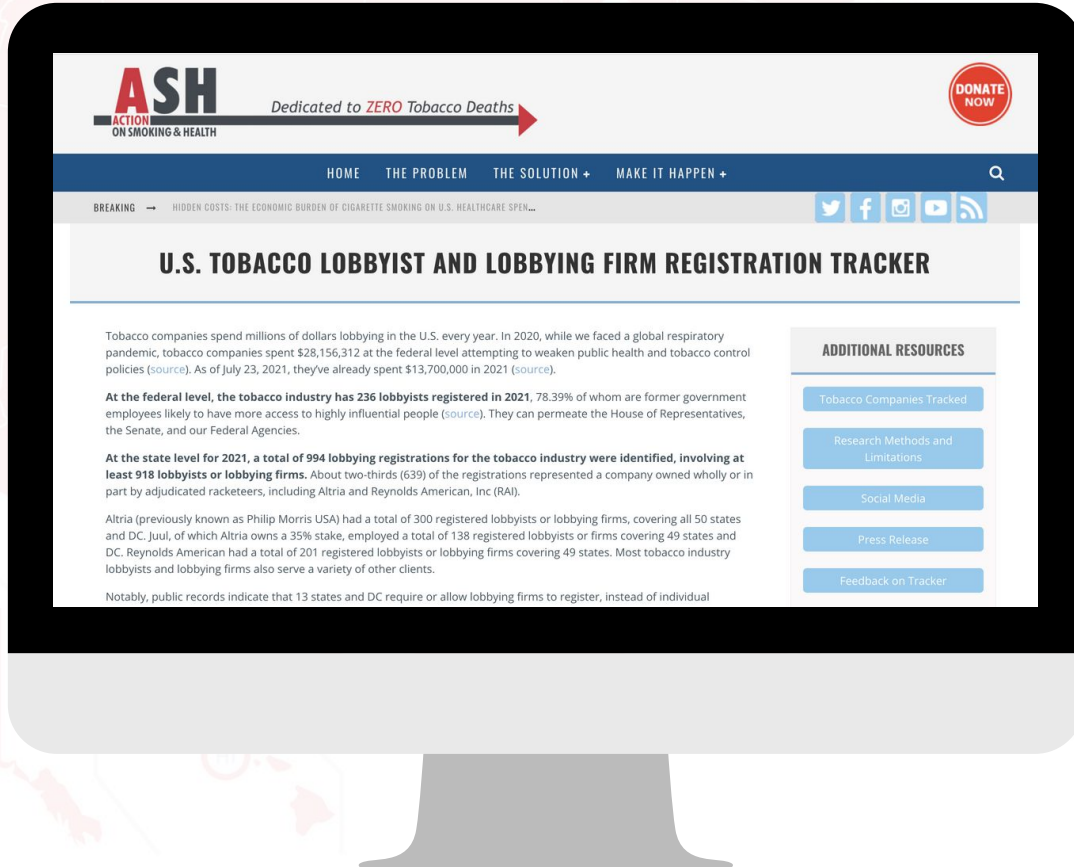 ASH
ACTION
ON SMOKING & HEALTH
Dedicated to ZERO Tobacco Deaths
DONATE
NOW
HOME THE PROBLEM THE SOLUTION + MAKE IT HAPPEN +
BREAKING → HIDDEN COSTS: THE ECONOMIC BURDEN OF CIGARETTE SMOKING ON U.S. HEALTHCARE SPEN...
U.S. TOBACCO LOBBYIST AND LOBBYING FIRM REGISTRATION TRACKER
Tobacco companies spend millions of dollars lobbying in the U.S. every year. In 2020, while we faced a global respiratory
pandemic, tobacco companies spent $28,156,312 at the federal level attempting to weaken public health and tobacco control
policies (source). As of July 23, 2021, they've already spent $13,700,000 in 2021 (source).
At the federal level, the tobacco industry has 236 lobbyists registered in 2021, 78.39% of whom are former government
employees likely to have more access to highly influential people (source). They can permeate the House of Representatives,
the Senate, and our Federal Agencies.
At the state level for 2021, a total of 994 lobbying registrations for the tobacco industry were identified, involving at
least 918 lobbyists or lobbying firms. About two-thirds (639) of the registrations represented a company owned wholly or in
part by adjudicated racketeers, including Altria and Reynolds American, Inc (RAI).
Altria (previously known as Philip Morris USA) had a total of 300 registered lobbyists or lobbying firms, covering all 50 states
and DC. Juul, of which Altria owns a 35% stake, employed a total of 138 registered lobbyists or firms covering 49 states and
DC. Reynolds American had a total of 201 registered lobbyists or lobbying firms covering 49 states. Most tobacco industry
lobbyists and lobbying firms also serve a variety of other clients.
Notably, public records indicate that 13 states and DC require or allow lobbying firms to register, instead of individual
ADDITIONAL RESOURCES
Tobacco Companies Tracked
Research Methods and
Limitations
Social Media
Press Release
Feedback on Tracker